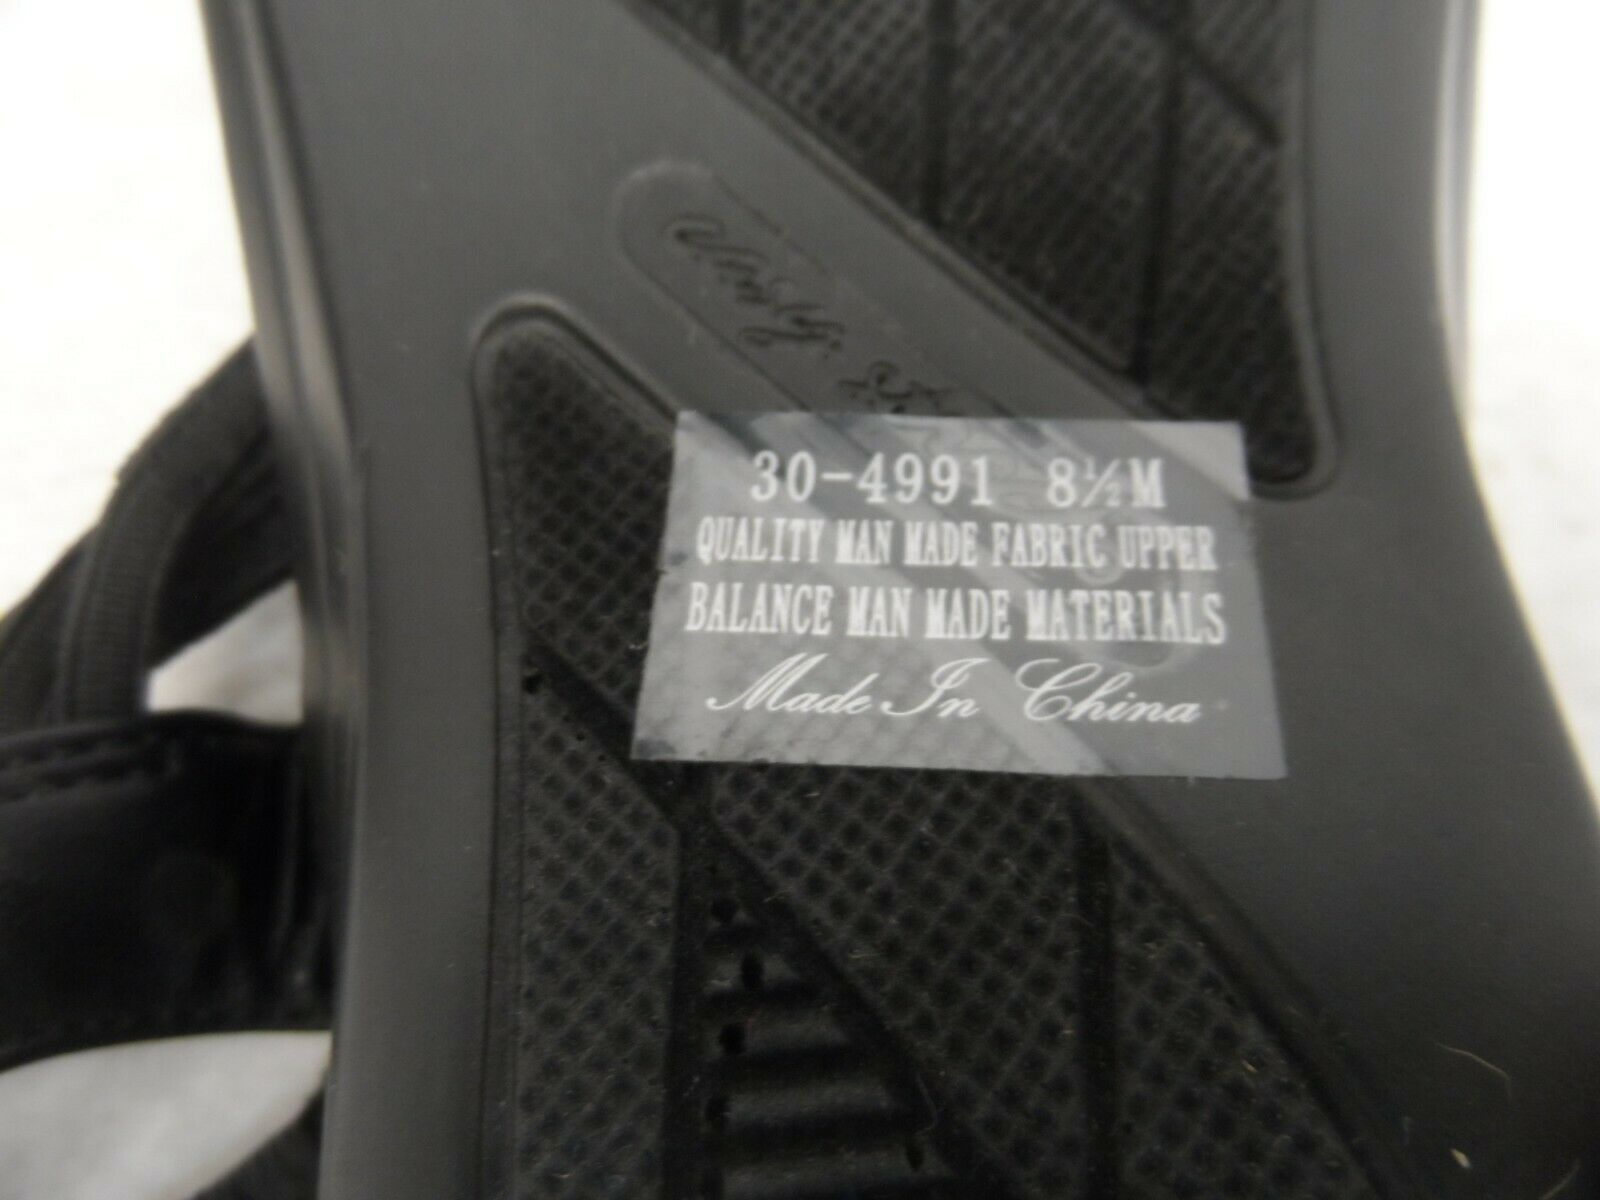 30-4991 8½M
QUALITY MAN MADE FABRIC UPPER
BALANCE MAN MADE MATERIALS
Made In China